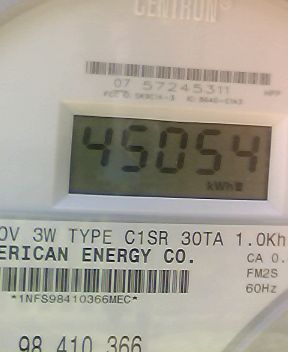 CENTRON®
07 57245311
45054
kWh
0V 3W TYPE C1SR 30TA 1.0Kh
ERICAN ENERGY CO.
CA 0.
FM2S
*1NFS98410366MEC*
60Hz
98 410 366